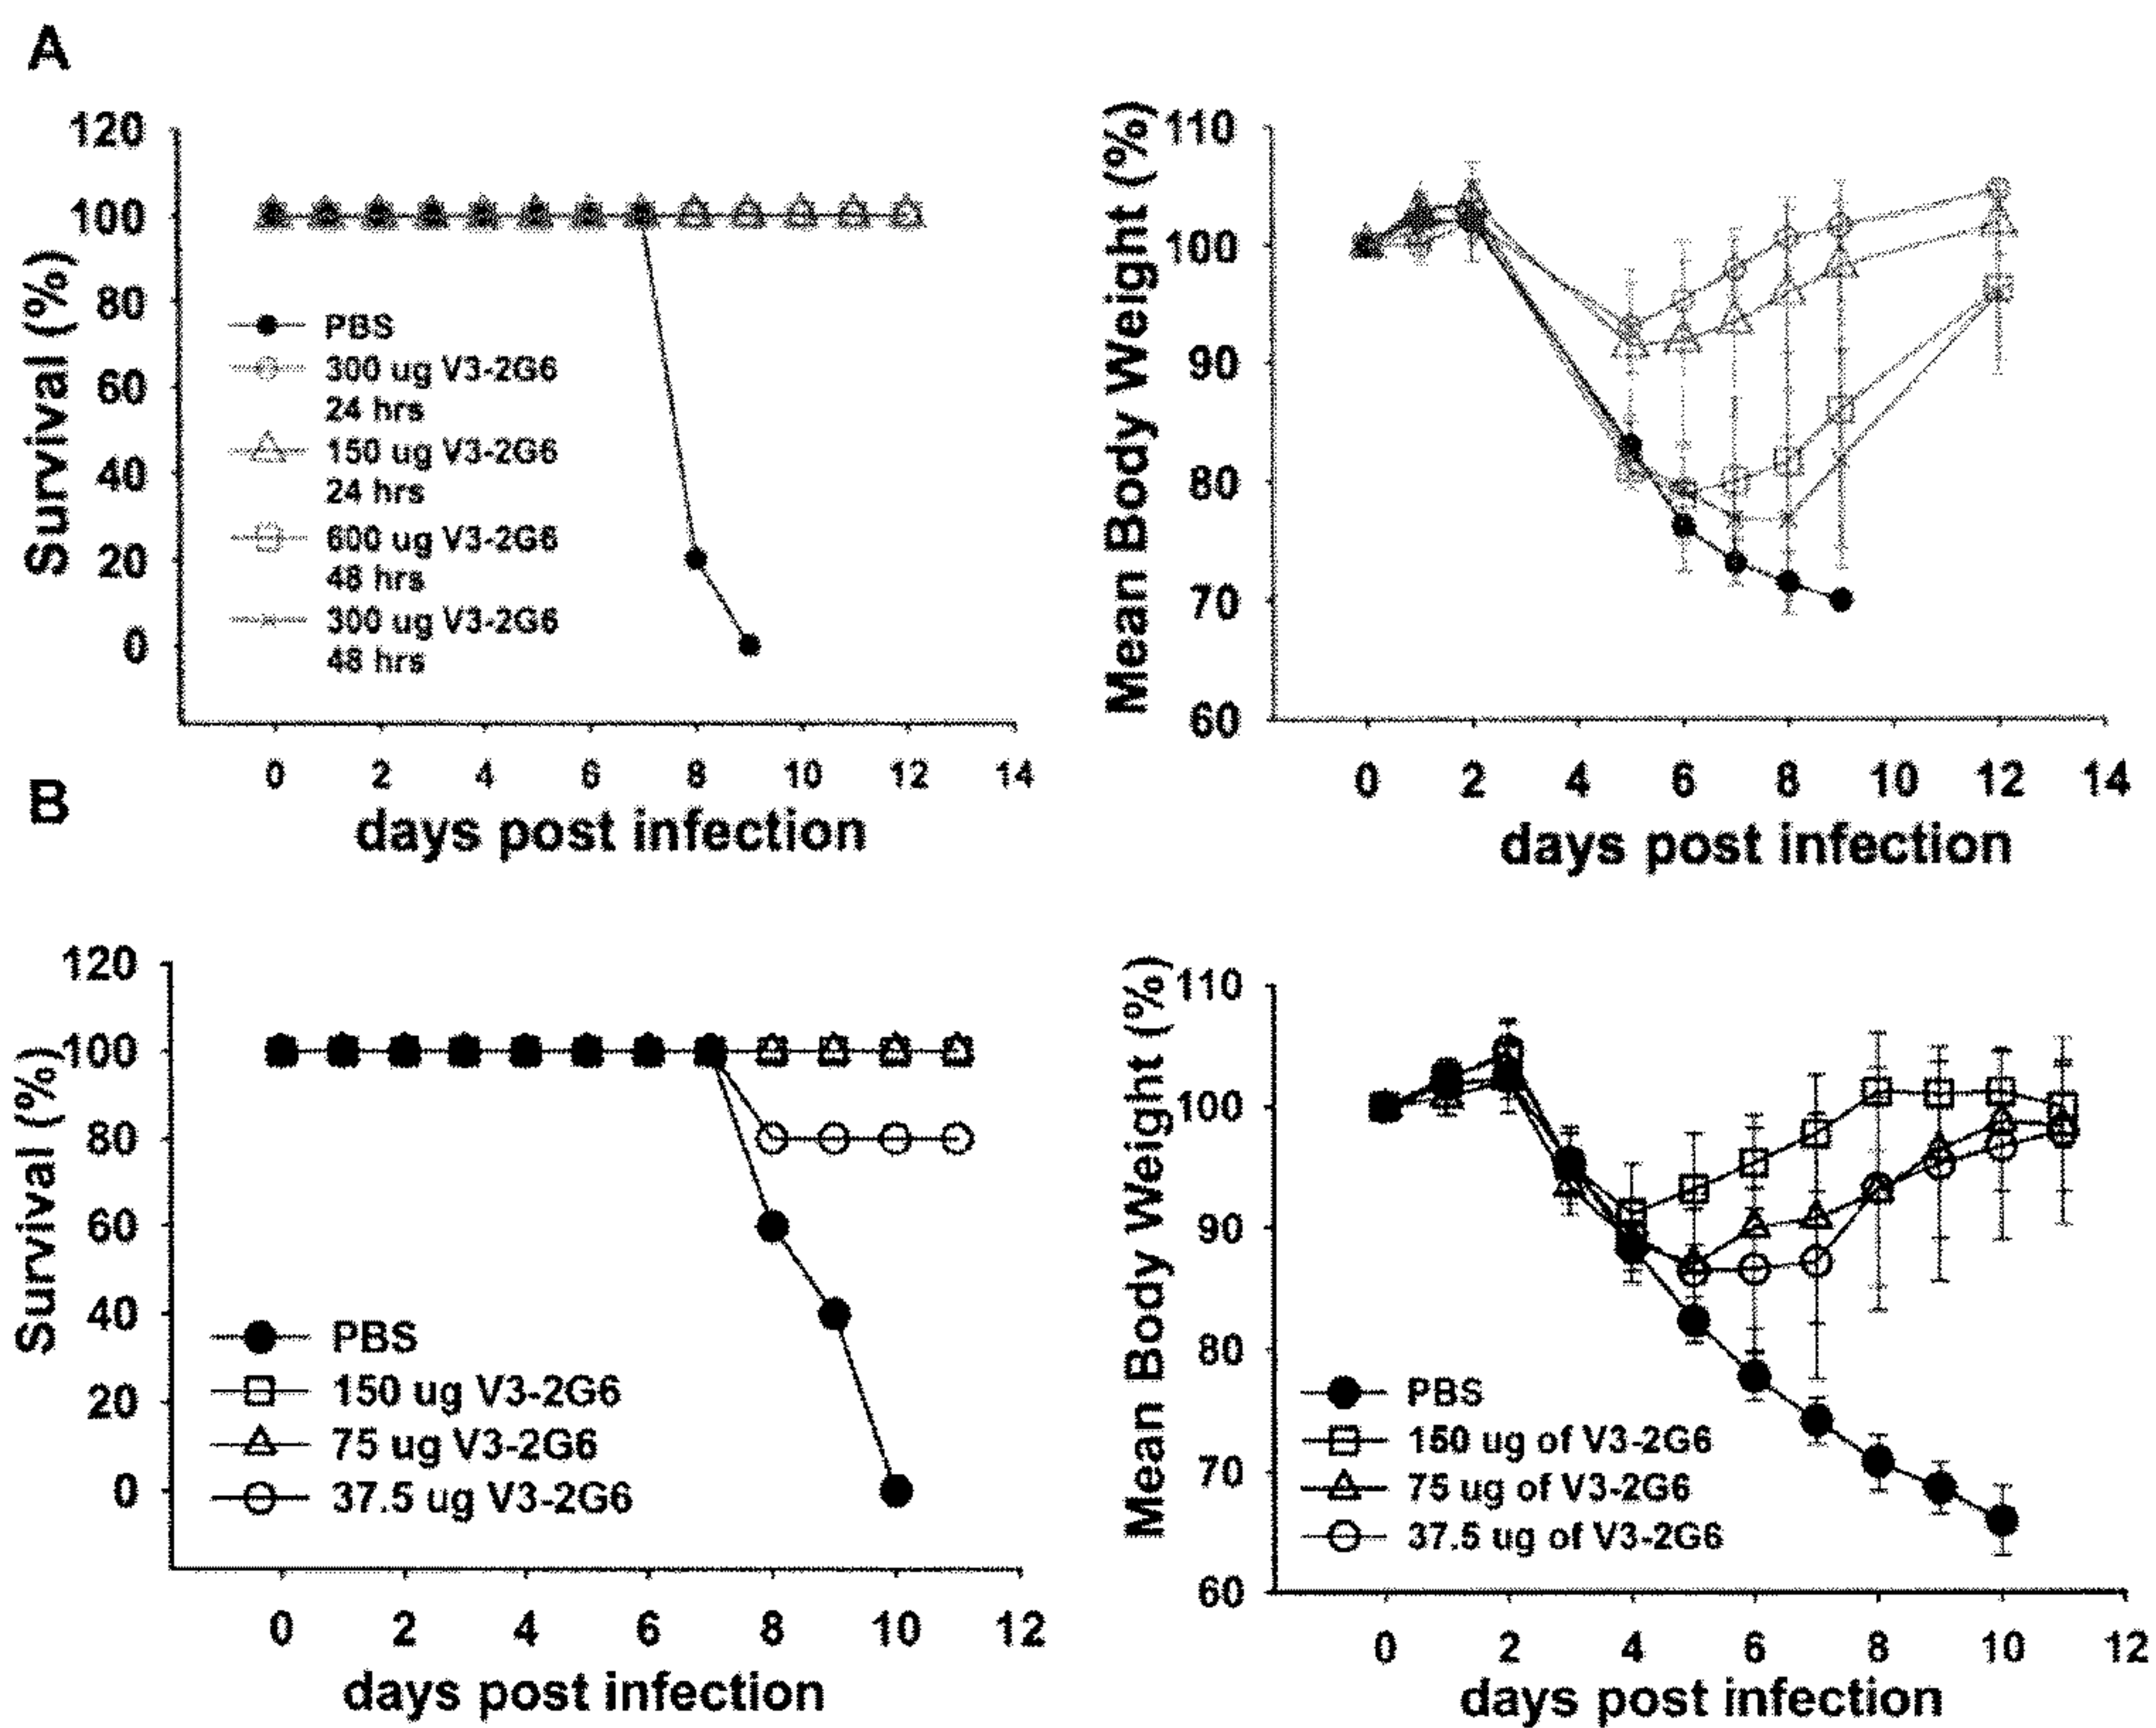 A
Survival (%)
120
100
80
60
40
20
0
PBS
300 ug V3-2G6
24 hrs
150 ug V3-2G6
24 hrs
600 ug V3-2G6
48 hrs
300 ug V3-2G6
48 hrs
0 2 4 6 8 10 12 14
days post infection
Mean Body Weight (%)
110
100
90
80
70
60
0 2 4 6 8 10 12 14
days post infection
B
Survival (%)
120
100
80
60
40
20
0
PBS
150 ug V3-2G6
75 ug V3-2G6
37.5 ug V3-2G6
0 2 4 6 8 10 12
days post infection
Mean Body Weight (%)
110
100
90
80
70
60
PBS
150 ug of V3-2G6
75 ug of V3-2G6
37.5 ug of V3-2G6
0 2 4 6 8 10 12
days post infection